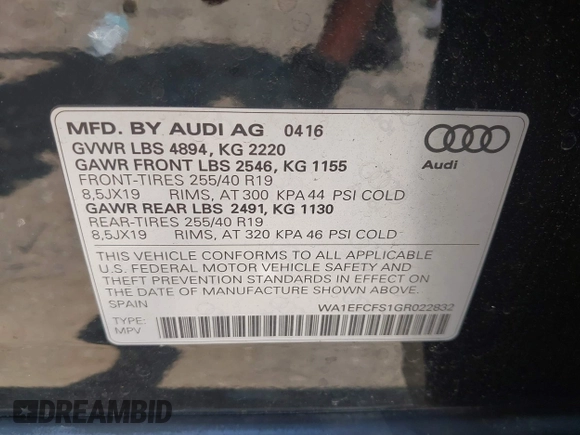 MFD. BY AUDI AG 0416
GVWR LBS 4894, KG 2220
GAWR FRONT LBS 2546, KG 1155
FRONT-TIRES 255/40 R19
8,5JX19 RIMS, AT 300 KPA 44 PSI COLD
GAWR REAR LBS 2491, KG 1130
REAR-TIRES 255/40 R19
8,5JX19 RIMS, AT 320 KPA 46 PSI COLD
Audi
THIS VEHICLE CONFORMS TO ALL APPLICABLE
U.S. FEDERAL MOTOR VEHICLE SAFETY AND
THEFT PREVENTION STANDARDS IN EFFECT ON
THE DATE OF MANUFACTURE SHOWN ABOVE.
SPAIN
WA1EFCFS1GR022832
TYPE:
MPV
DREAMBID